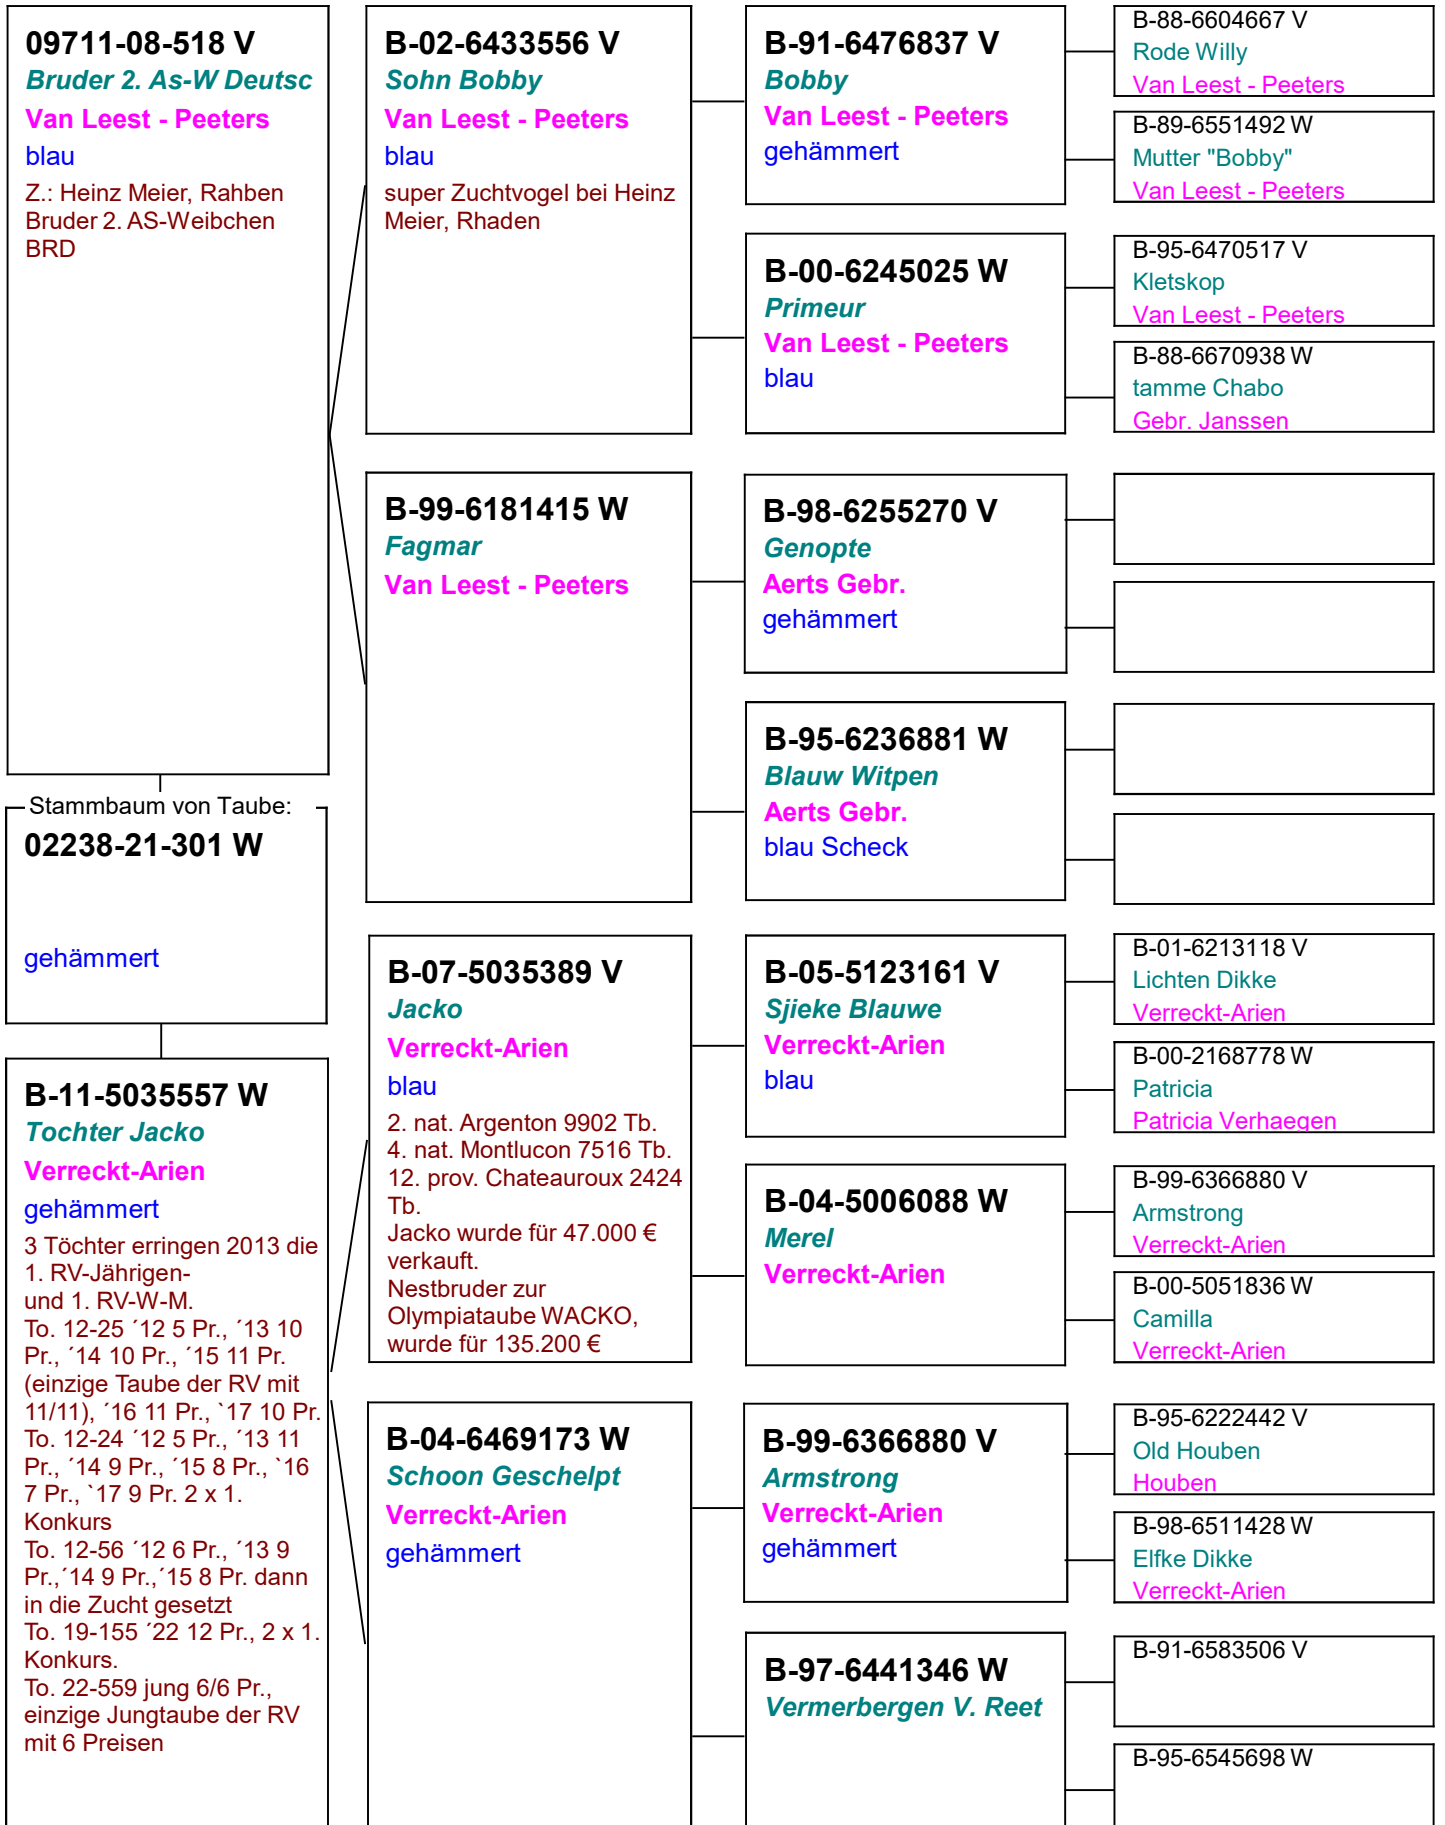 09711-08-518 V
Bruder 2. As-W Deutsc
Van Leest - Peeters
blau
Z.: Heinz Meier, Rahben
Bruder 2. AS-Weibchen
BRD
Stammbaum von Taube:
02238-21-301 W
gehämmert
B-11-5035557 W
Tochter Jacko
Verreckt-Arien
gehämmert
3 Töchter erringen 2013 die
1. RV-Jährigen-
und 1. RV-W-M.
To. 12-25 ´12 5 Pr., ´13 10
Pr., ´14 10 Pr., ´15 11 Pr.
(einzige Taube der RV mit
11/11), ´16 11 Pr., `17 10 Pr.
To. 12-24 ´12 5 Pr., ´13 11
Pr., ´14 9 Pr., ´15 8 Pr., `16
7 Pr., `17 9 Pr. 2 x 1.
Konkurs
To. 12-56 ´12 6 Pr., ´13 9
Pr.,´14 9 Pr.,´15 8 Pr. dann
in die Zucht gesetzt
To. 19-155 ´22 12 Pr., 2 x 1.
Konkurs.
To. 22-559 jung 6/6 Pr.,
einzige Jungtaube der RV
mit 6 Preisen
B-02-6433556 V
Sohn Bobby
Van Leest - Peeters
blau
super Zuchtvogel bei Heinz
Meier, Rhaden
B-99-6181415 W
Fagmar
Van Leest - Peeters
B-07-5035389 V
Jacko
Verreckt-Arien
blau
2. nat. Argenton 9902 Tb.
4. nat. Montlucon 7516 Tb.
12. prov. Chateauroux 2424
Tb.
Jacko wurde für 47.000 €
verkauft.
Nestbruder zur
Olympiataube WACKO,
wurde für 135.200 €
B-04-6469173 W
Schoon Geschelpt
Verreckt-Arien
gehämmert
B-91-6476837 V
Bobby
Van Leest - Peeters
gehämmert
B-00-6245025 W
Primeur
Van Leest - Peeters
blau
B-98-6255270 V
Genopte
Aerts Gebr.
gehämmert
B-95-6236881 W
Blauw Witpen
Aerts Gebr.
blau Scheck
B-05-5123161 V
Sjieke Blauwe
Verreckt-Arien
blau
B-04-5006088 W
Merel
Verreckt-Arien
B-99-6366880 V
Armstrong
Verreckt-Arien
gehämmert
B-97-6441346 W
Vermerbergen V. Reet
B-88-6604667 V
Rode Willy
Van Leest - Peeters
B-89-6551492 W
Mutter "Bobby"
Van Leest - Peeters
B-95-6470517 V
Kletskop
Van Leest - Peeters
B-88-6670938 W
tamme Chabo
Gebr. Janssen
B-01-6213118 V
Lichten Dikke
Verreckt-Arien
B-00-2168778 W
Patricia
Patricia Verhaegen
B-99-6366880 V
Armstrong
Verreckt-Arien
B-00-5051836 W
Camilla
Verreckt-Arien
B-95-6222442 V
Old Houben
Houben
B-98-6511428 W
Elfke Dikke
Verreckt-Arien
B-91-6583506 V
B-95-6545698 W